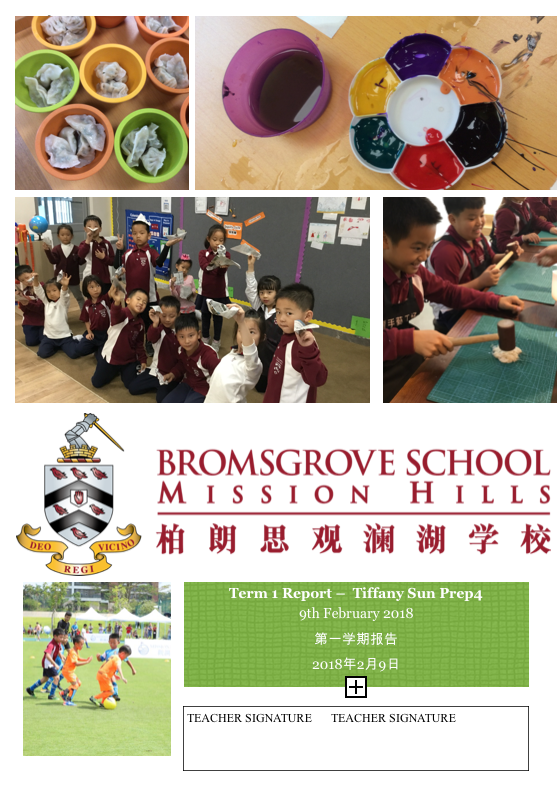 BROMSGROVE SCHOOL
MISSION HILLS
柏朗思观澜湖学校
DEO REGI VICINO
Term 1 Report – Tiffany Sun Prep4
9th February 2018
第一学期报告
2018年2月9日
TEACHER SIGNATURE TEACHER SIGNATURE